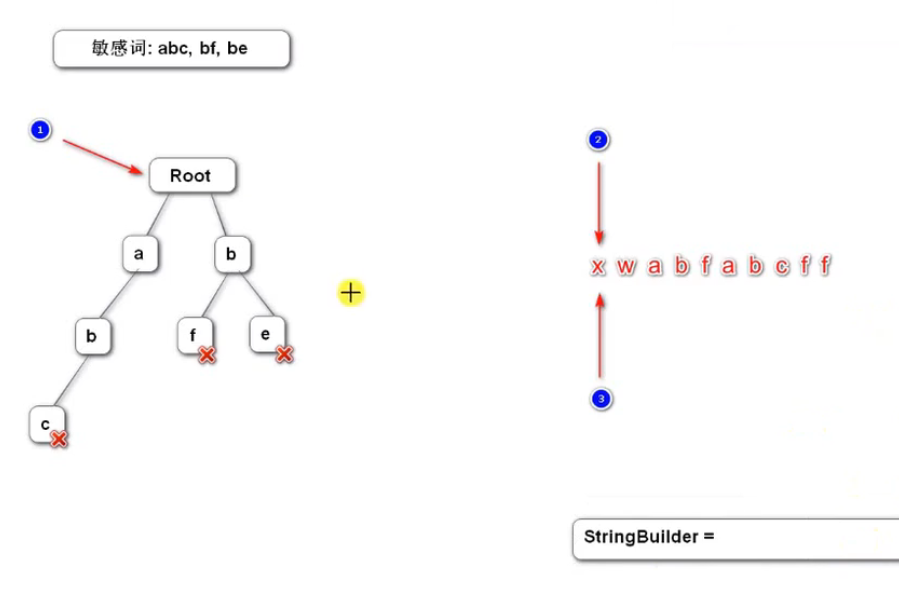 敏感词: abc, bf, be
1
Root
a
b
b
f
e
c
2
x w a b f a b c f f
3
StringBuilder =